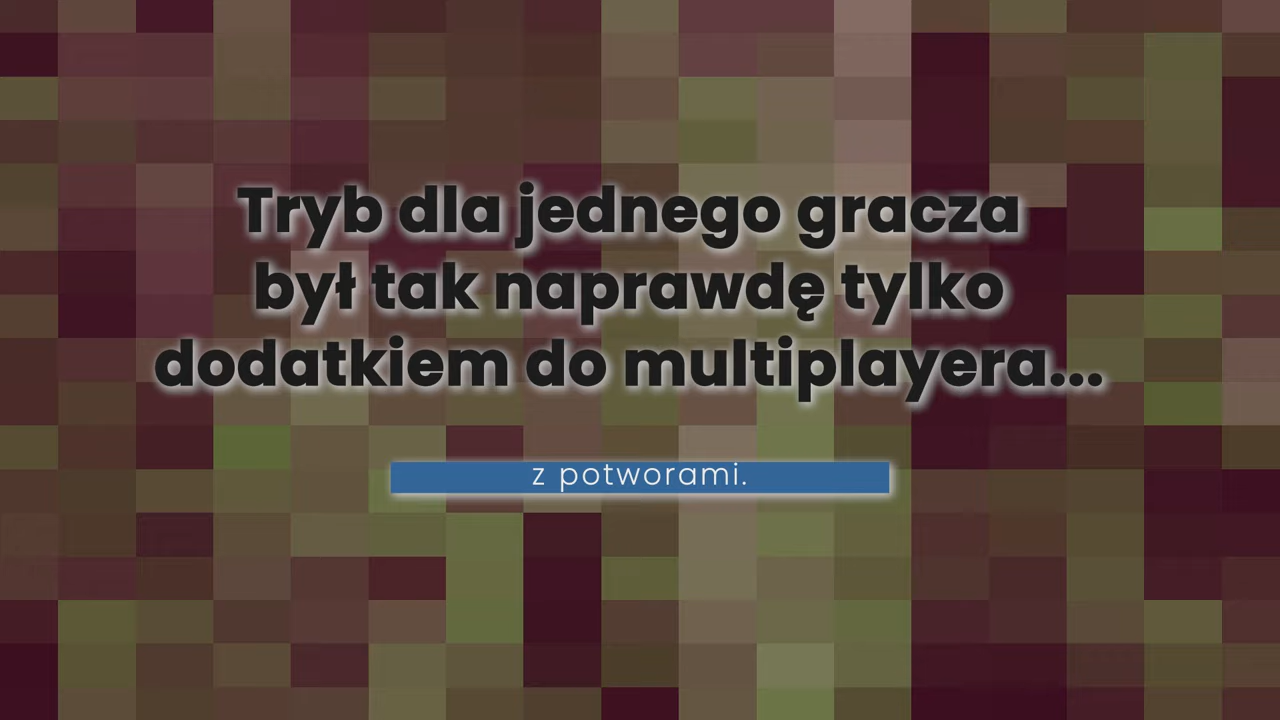 Tryb dla jednego gracza
był tak naprawdę tylko
dodatkiem do multiplayera...
z potworami.